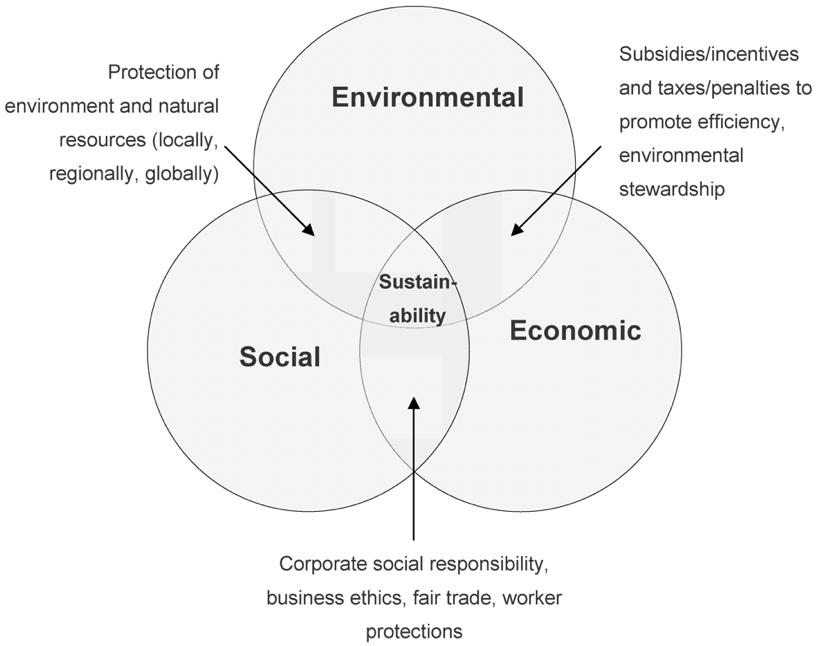 Protection of
environment and natural
resources (locally,
regionally, globally)
Environmental
Subsidies/incentives
and taxes/penalties to
promote efficiency,
environmental
stewardship
Sustain-
ability
Social
Economic
Corporate social responsibility,
business ethics, fair trade, worker
protections